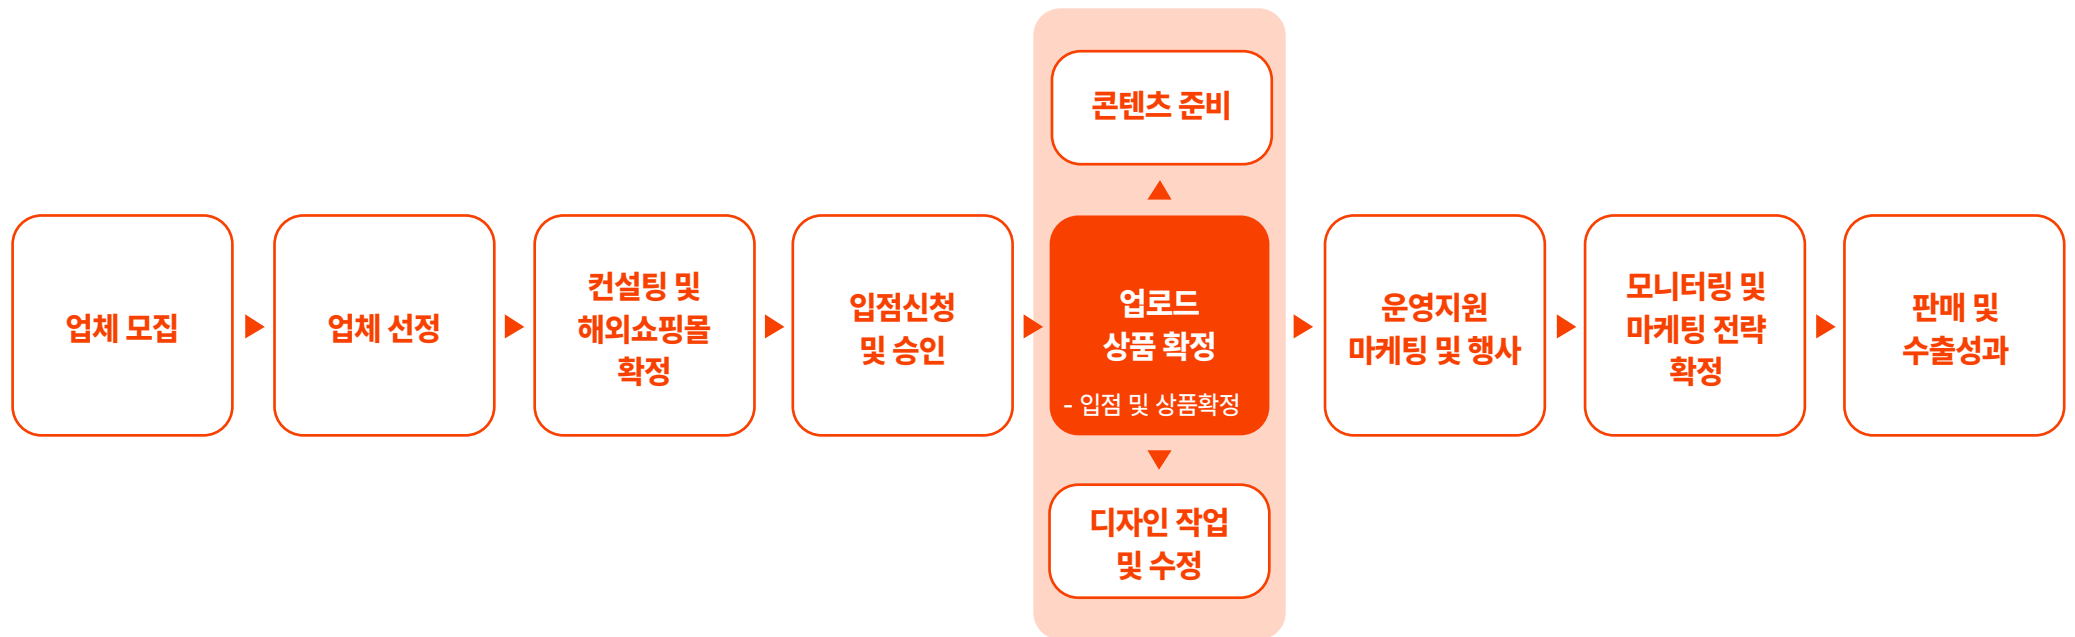 업체 모집
업체 선정
컨설팅 및
해외쇼핑몰
확정
입점신청
및 승인
콘텐츠 준비
업로드
상품 확정
- 입점 및 상품확정
디자인 작업
및 수정
운영지원
마케팅 및 행사
모니터링 및
마케팅 전략
확정
판매 및
수출성과